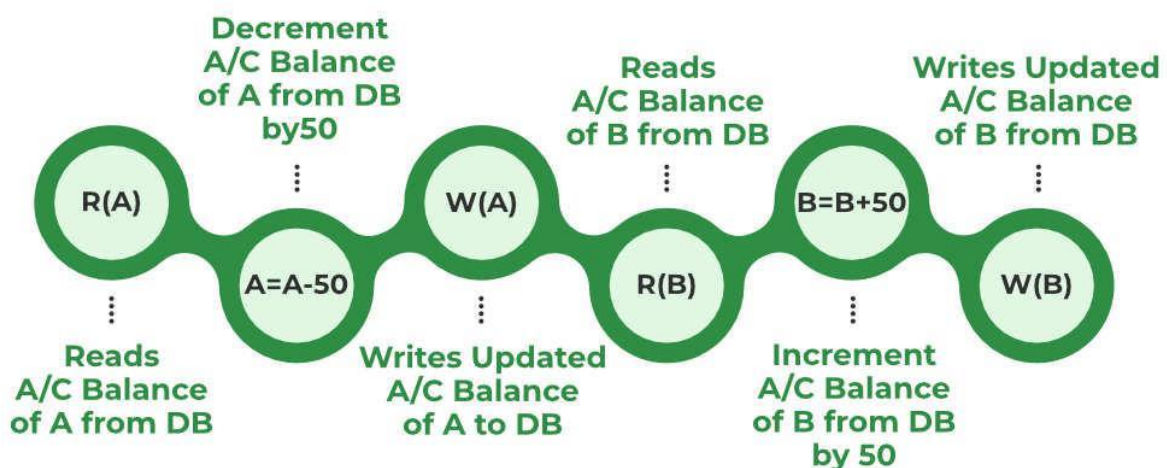 R(A)
Reads
A/C Balance
of A from DB
Decrement
A/C Balance
of A from DB
by50
A=A-50
W(A)
Writes Updated
A/C Balance
of A to DB
Reads
A/C Balance
of B from DB
R(B)
B=B+50
Increment
A/C Balance
of B from DB
by 50
Writes Updated
A/C Balance
of B from DB
W(B)